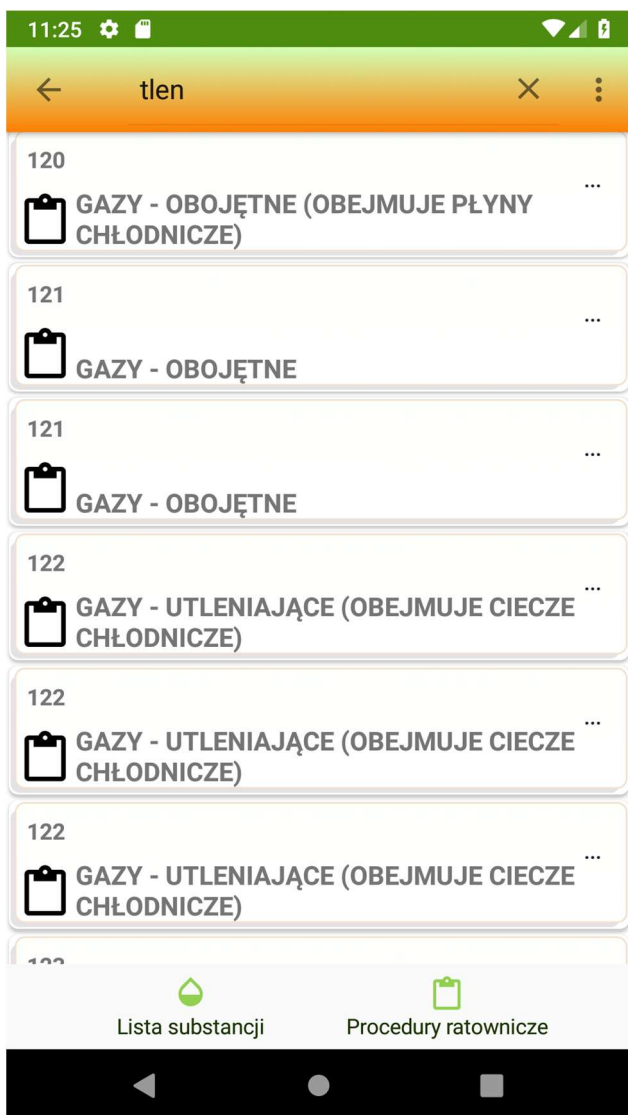 11:25
tlen
120
...
GAZY - OBOJĘTNE (OBEJMUJE PŁYNY
CHŁODNICZE)
121
...
GAZY - OBOJĘTNE
121
...
GAZY - OBOJĘTNE
122
...
GAZY - UTLENIAJĄCE (OBEJMUJE CIECZE
CHŁODNICZE)
122
...
GAZY - UTLENIAJĄCE (OBEJMUJE CIECZE
CHŁODNICZE)
122
...
GAZY - UTLENIAJĄCE (OBEJMUJE CIECZE
CHŁODNICZE)
Lista substancji
Procedury ratownicze